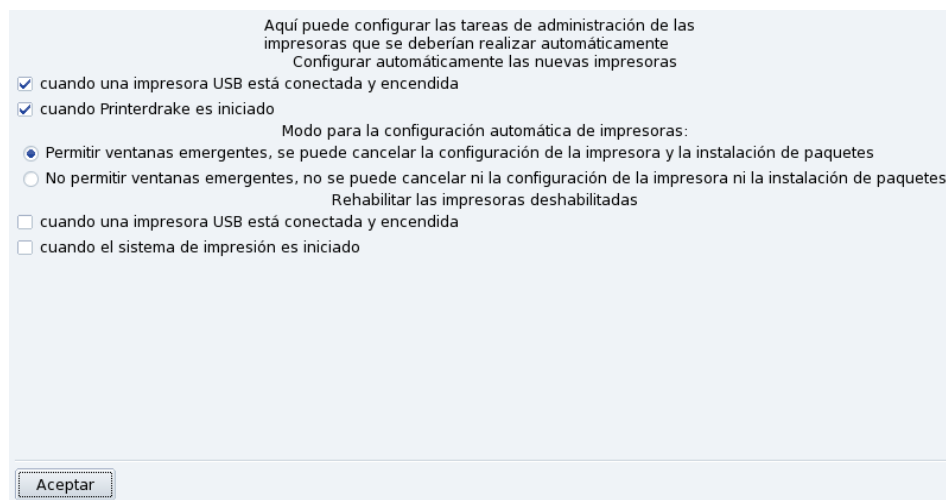 Aquí puede configurar las tareas de administración de las
impresoras que se deberían realizar automáticamente
Configurar automáticamente las nuevas impresoras
cuando una impresora USB está conectada y encendida
cuando Printerdrake es iniciado
Modo para la configuración automática de impresoras:
Permitir ventanas emergentes, se puede cancelar la configuración de la impresora y la instalación de paquetes
No permitir ventanas emergentes, no se puede cancelar ni la configuración de la impresora ni la instalación de paquetes
Rehabilitar las impresoras deshabilitadas
cuando una impresora USB está conectada y encendida
cuando el sistema de impresión es iniciado
Aceptar